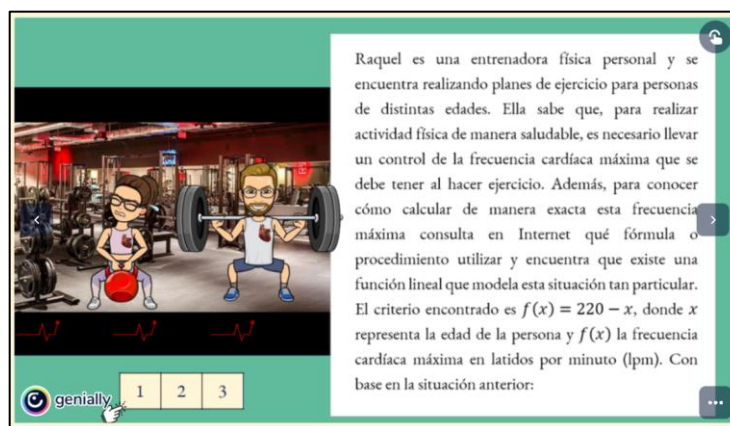 Raquel es una entrenadora física personal y se
encuentra realizando planes de ejercicio para personas
de distintas edades. Ella sabe que, para realizar
actividad física de manera saludable, es necesario llevar
un control de la frecuencia cardíaca máxima que se
debe tener al hacer ejercicio. Además, para conocer
cómo calcular de manera exacta esta frecuencia
máxima consulta en Internet qué fórmula o
procedimiento utilizar y encuentra que existe una
función lineal que modela esta situación tan particular.
El criterio encontrado es f(x) = 220 − x, donde x
representa la edad de la persona y f(x) la frecuencia
cardíaca máxima en latidos por minuto (lpm). Con
base en la situación anterior:
genially
1 2 3